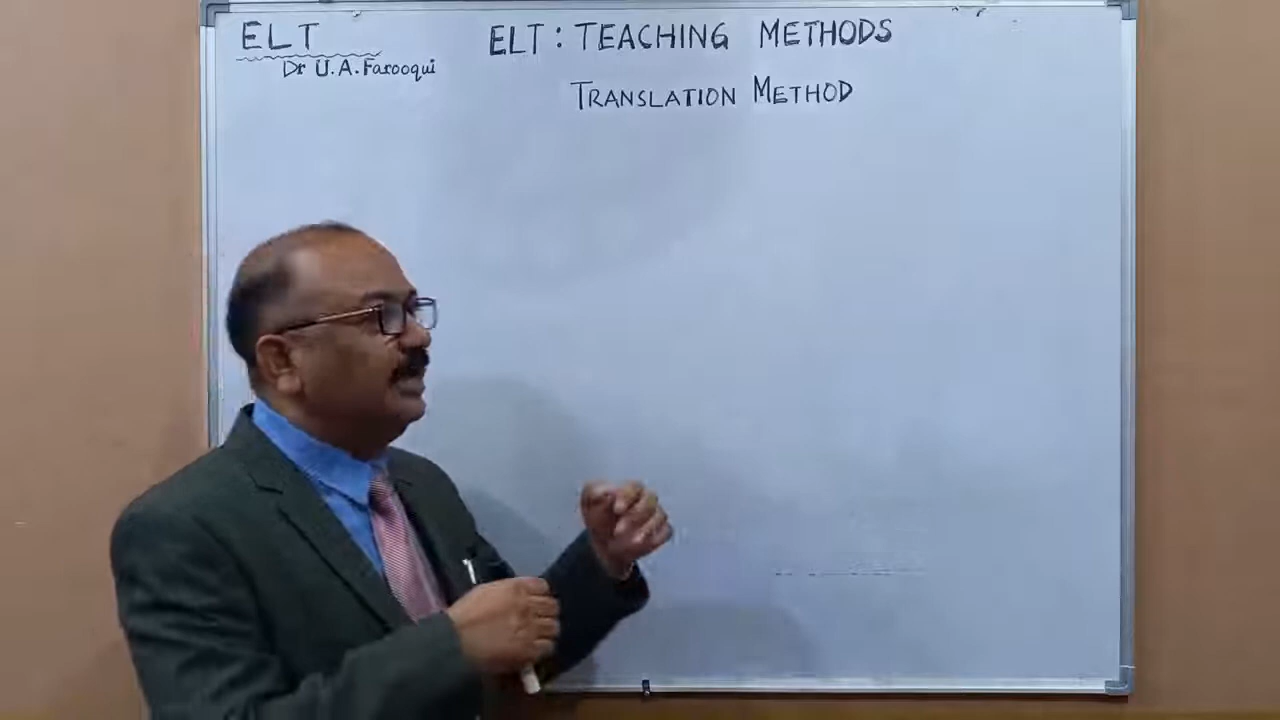 ELT
Dr U.A.Farooqui
ELT : TEACHING METHODS
TRANSLATION METHOD